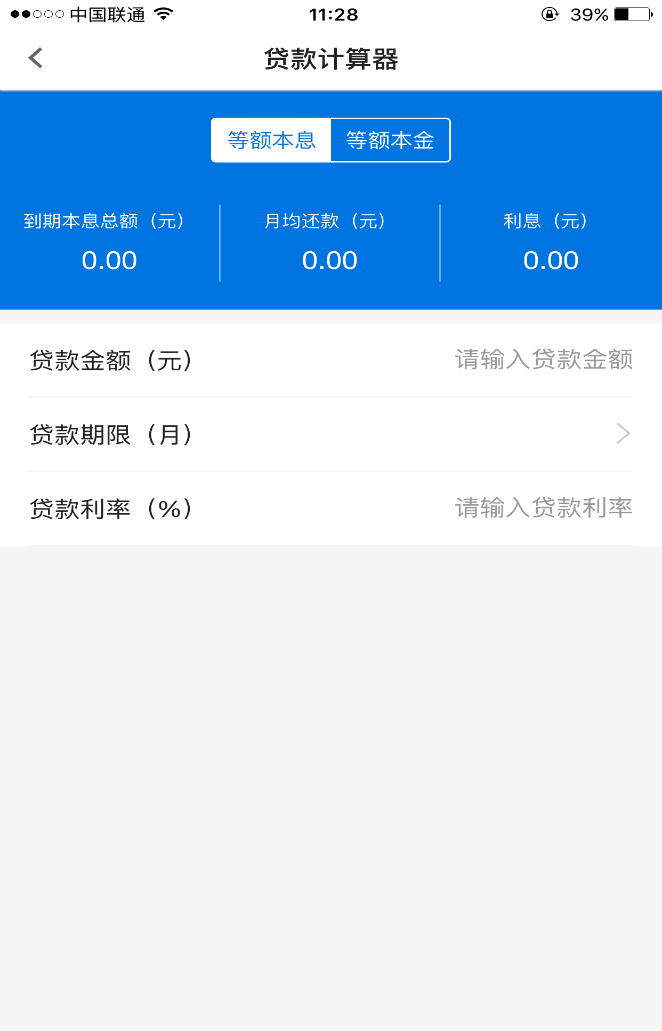 中国联通 11:28 39%
贷款计算器
等额本息 等额本金
到期本息总额（元） 月均还款（元） 利息（元）
0.00 0.00 0.00
贷款金额（元） 请输入贷款金额
贷款期限（月）
贷款利率（%） 请输入贷款利率